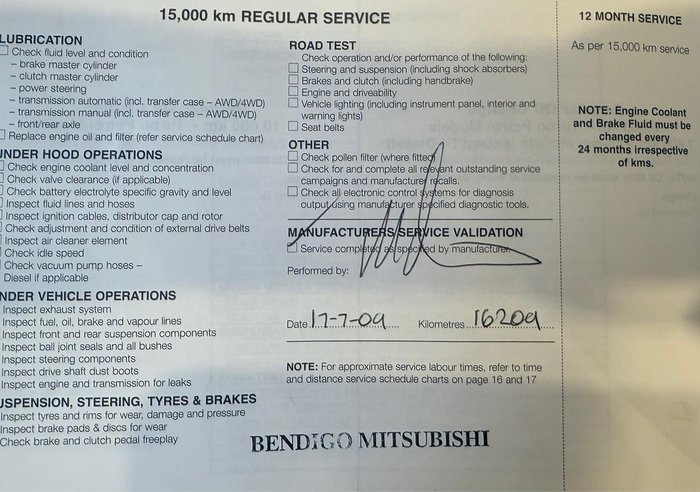 15,000 km REGULAR SERVICE
LUBRICATION
Check fluid level and condition
– brake master cylinder
– clutch master cylinder
– power steering
– transmission automatic (incl. transfer case – AWD/4WD)
– transmission manual (incl. transfer case – AWD/4WD)
– front/rear axle
Replace engine oil and filter (refer service schedule chart)
UNDER HOOD OPERATIONS
Check engine coolant level and concentration
Check valve clearance (if applicable)
Check battery electrolyte specific gravity and level
Inspect fluid lines and hoses
Inspect ignition cables, distributor cap and rotor
Check adjustment and condition of external drive belts
Inspect air cleaner element
Check idle speed
Check vacuum pump hoses –
Diesel if applicable
NDER VEHICLE OPERATIONS
Inspect exhaust system
Inspect fuel, oil, brake and vapour lines
Inspect front and rear suspension components
Inspect ball joint seals and all bushes
Inspect steering components
Inspect drive shaft dust boots
Inspect engine and transmission for leaks
USPENSION, STEERING, TYRES & BRAKES
Inspect tyres and rims for wear, damage and pressure
Inspect brake pads & discs for wear
Check brake and clutch pedal freeplay
ROAD TEST
Check operation and/or performance of the following:
Steering and suspension (including shock absorbers)
Brakes and clutch (including handbrake)
Engine and driveability
Vehicle lighting (including instrument panel, interior and
warning lights)
Seat belts
OTHER
Check pollen filter (where fitted)
Check for and complete all relevant outstanding service
campaigns and manufacturer recalls.
Check all electronic control systems for diagnosis
output using manufacturer specified diagnostic tools.
MANUFACTURERS SERVICE VALIDATION
Service completed as specified by manufacturer.
Performed by:
Date 17-7-09 Kilometres 16209
NOTE: For approximate service labour times, refer to time
and distance service schedule charts on page 16 and 17
BENDIGO MITSUBISHI
12 MONTH SERVICE
As per 15,000 km service
NOTE: Engine Coolant
and Brake Fluid must be
changed every
24 months irrespective
of kms.